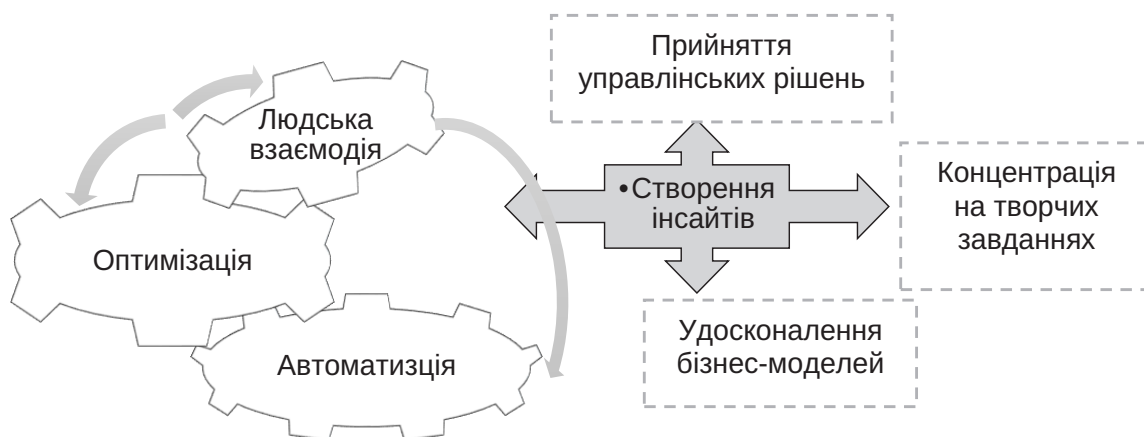 Людська
взаємодія
Оптимізація
Автоматизція
Прийняття
управлінських рішень
•Створення
інсайтів
Концентрація
на творчих
завданнях
Удосконалення
бізнес-моделей